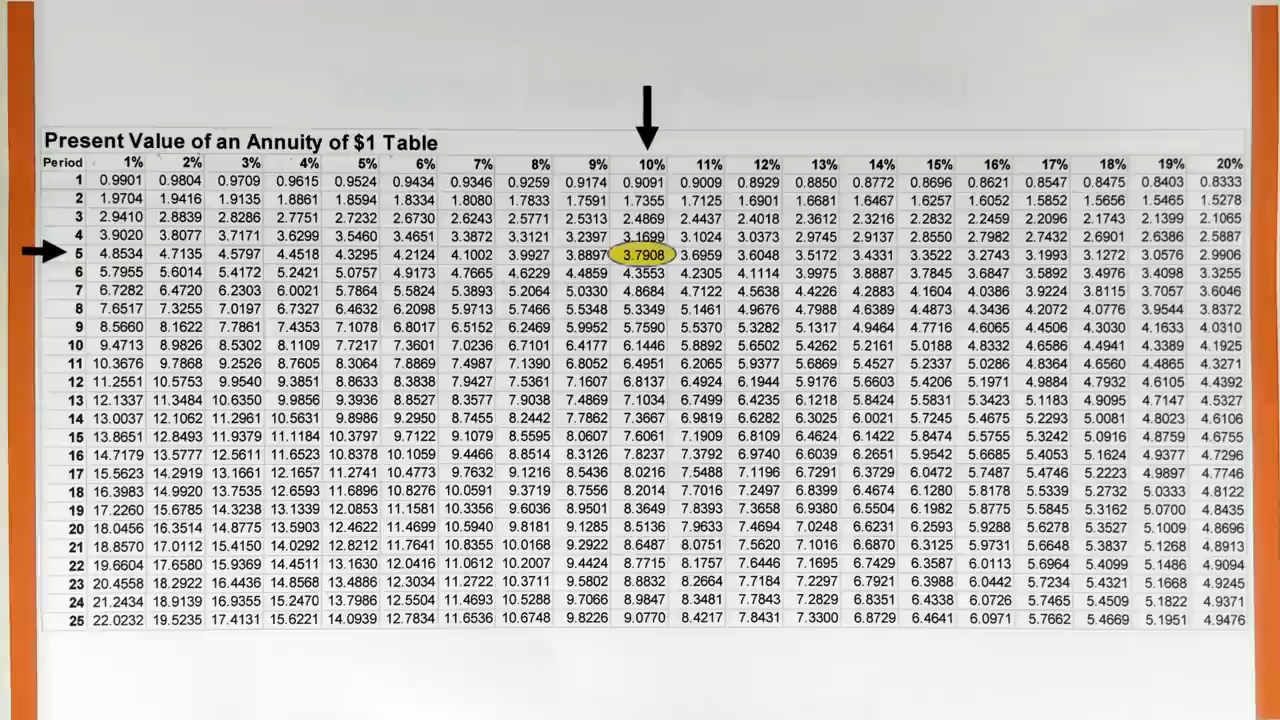 Present Value of an Annuity of $1 Table
Period 1% 2% 3% 4% 5% 6% 7% 8% 9% 10% 11% 12% 13% 14% 15% 16% 17% 18% 19% 20%
1 0.9901 0.9804 0.9709 0.9615 0.9524 0.9434 0.9346 0.9259 0.9174 0.9091 0.9009 0.8929 0.8850 0.8772 0.8696 0.8621 0.8547 0.8475 0.8403 0.8333
2 1.9704 1.9416 1.9135 1.8861 1.8594 1.8334 1.8080 1.7833 1.7591 1.7355 1.7125 1.6901 1.6681 1.6467 1.6257 1.6052 1.5852 1.5656 1.5465 1.5278
3 2.9410 2.8839 2.8286 2.7751 2.7232 2.6730 2.6243 2.5771 2.5313 2.4869 2.4437 2.4018 2.3612 2.3216 2.2832 2.2459 2.2096 2.1743 2.1399 2.1065
4 3.9020 3.8077 3.7171 3.6299 3.5460 3.4651 3.3872 3.3121 3.2397 3.1699 3.1024 3.0373 2.9745 2.9137 2.8550 2.7982 2.7432 2.6901 2.6386 2.5887
5 4.8534 4.7135 4.5797 4.4518 4.3295 4.2124 4.1002 3.9927 3.8897 3.7908 3.6959 3.6048 3.5172 3.4331 3.3522 3.2743 3.1993 3.1272 3.0576 2.9906
6 5.7955 5.6014 5.4172 5.2421 5.0757 4.9173 4.7665 4.6229 4.4859 4.3553 4.2305 4.1114 3.9975 3.8887 3.7845 3.6847 3.5892 3.4976 3.4098 3.3255
7 6.7282 6.4720 6.2303 6.0021 5.7864 5.5824 5.3893 5.2064 5.0330 4.8684 4.7122 4.5638 4.4226 4.2883 4.1604 4.0386 3.9224 3.8115 3.7057 3.6046
8 7.6517 7.3255 7.0197 6.7327 6.4632 6.2098 5.9713 5.7466 5.5348 5.3349 5.1461 4.9676 4.7988 4.6389 4.4873 4.3436 4.2072 4.0776 3.9544 3.8372
9 8.5660 8.1622 7.7861 7.4353 7.1078 6.8017 6.5152 6.2469 5.9952 5.7590 5.5370 5.3282 5.1317 4.9464 4.7716 4.6065 4.4506 4.3030 4.1633 4.0310
10 9.4713 8.9826 8.5302 8.1109 7.7217 7.3601 7.0236 6.7101 6.4177 6.1446 5.8892 5.6502 5.4262 5.2161 5.0188 4.8332 4.6586 4.4941 4.3389 4.1925
11 10.3676 9.7868 9.2526 8.7605 8.3064 7.8869 7.4987 7.1390 6.8052 6.4951 6.2065 5.9377 5.6869 5.4527 5.2337 5.0286 4.8364 4.6560 4.4865 4.3271
12 11.2551 10.5753 9.9540 9.3851 8.8633 8.3838 7.9427 7.5361 7.1607 6.8137 6.4924 6.1944 5.9176 5.6603 5.4206 5.1971 4.9884 4.7932 4.6105 4.4392
13 12.1337 11.3484 10.6350 9.9856 9.3936 8.8527 8.3577 7.9038 7.4869 7.1034 6.7499 6.4235 6.1218 5.8424 5.5831 5.3423 5.1183 4.9095 4.7147 4.5327
14 13.0037 12.1062 11.2961 10.5631 9.8986 9.2950 8.7455 8.2442 7.7862 7.3667 6.9819 6.6282 6.3025 6.0021 5.7245 5.4675 5.2293 5.0081 4.8023 4.6106
15 13.8651 12.8493 11.9379 11.1184 10.3797 9.7122 9.1079 8.5595 8.0607 7.6061 7.1909 6.8109 6.4624 6.1422 5.8474 5.5755 5.3242 5.0916 4.8759 4.6755
16 14.7179 13.5777 12.5611 11.6523 10.8378 10.1059 9.4466 8.8514 8.3126 7.8237 7.3792 6.9740 6.6039 6.2651 5.9542 5.6685 5.4053 5.1624 4.9377 4.7296
17 15.5623 14.2919 13.1661 12.1657 11.2741 10.4773 9.7632 9.1216 8.5436 8.0216 7.5488 7.1196 6.7291 6.3729 6.0472 5.7487 5.4746 5.2223 4.9897 4.7746
18 16.3983 14.9920 13.7535 12.6593 11.6896 10.8276 10.0591 9.3719 8.7556 8.2014 7.7016 7.2497 6.8399 6.4674 6.1280 5.8178 5.5339 5.2732 5.0333 4.8122
19 17.2260 15.6785 14.3238 13.1339 12.0853 11.1581 10.3356 9.6036 8.9501 8.3649 7.8393 7.3658 6.9380 6.5504 6.1982 5.8775 5.5845 5.3162 5.0700 4.8435
20 18.0456 16.3514 14.8775 13.5903 12.4622 11.4699 10.5940 9.8181 9.1285 8.5136 7.9633 7.4694 7.0248 6.6231 6.2593 5.9288 5.6278 5.3527 5.1009 4.8696
21 18.8570 17.0112 15.4150 14.0292 12.8212 11.7641 10.8355 10.0168 9.2922 8.6487 8.0751 7.5620 7.1016 6.6870 6.3125 5.9731 5.6648 5.3837 5.1268 4.8913
22 19.6604 17.6580 15.9369 14.4511 13.1630 12.0416 11.0612 10.2007 9.4424 8.7715 8.1757 7.6446 7.1695 6.7429 6.3587 6.0113 5.6964 5.4099 5.1486 4.9094
23 20.4558 18.2922 16.4436 14.8568 13.4886 12.3034 11.2722 10.3711 9.5802 8.8832 8.2664 7.7184 7.2297 6.7921 6.3988 6.0442 5.7234 5.4321 5.1668 4.9245
24 21.2434 18.9139 16.9355 15.2470 13.7986 12.5504 11.4693 10.5288 9.7066 8.9847 8.3481 7.7843 7.2829 6.8351 6.4338 6.0726 5.7465 5.4509 5.1822 4.9371
25 22.0232 19.5235 17.4131 15.6221 14.0939 12.7834 11.6536 10.6748 9.8226 9.0770 8.4217 7.8431 7.3300 6.8729 6.4641 6.0971 5.7662 5.4669 5.1951 4.9476